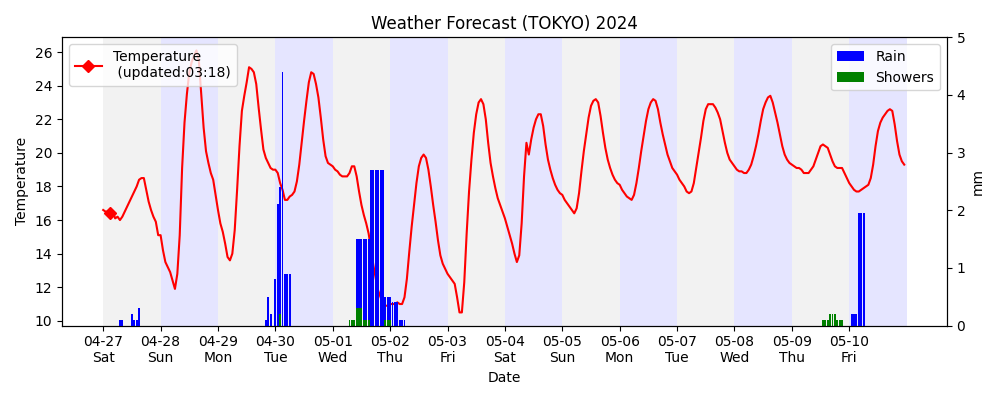 Weather Forecast (TOKYO) 2024
Temperature
(updated:03:18)
Rain
Showers
Temperature
26
24
22
20
18
16
14
12
10
5
4
3
2
1
0
mm
04-27 04-28 04-29 04-30 05-01 05-02 05-03 05-04 05-05 05-06 05-07 05-08 05-09 05-10
Sat Sun Mon Tue Wed Thu Fri Sat Sun Mon Tue Wed Thu Fri
Date